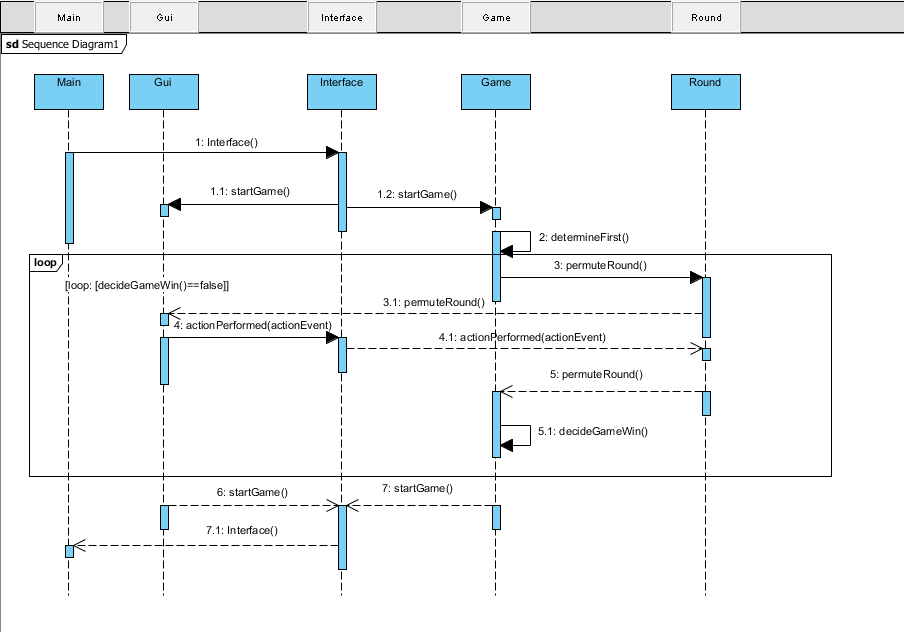 Main Gui Interface Game Round
sd Sequence Diagram1
Main Gui Interface Game Round
1: Interface()
1.1: startGame()
1.2: startGame()
2: determineFirst()
loop
3: permuteRound()
[loop: [decideGameWin()==false]]
3.1: permuteRound()
4: actionPerformed(actionEvent)
4.1: actionPerformed(actionEvent)
5: permuteRound()
5.1: decideGameWin()
6: startGame()
7: startGame()
7.1: Interface()